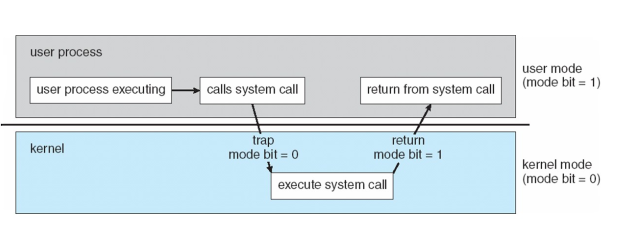 user process
user process executing
calls system call
return from system call
user mode
(mode bit = 1)
kernel
trap
mode bit = 0
return
mode bit = 1
execute system call
kernel mode
(mode bit = 0)